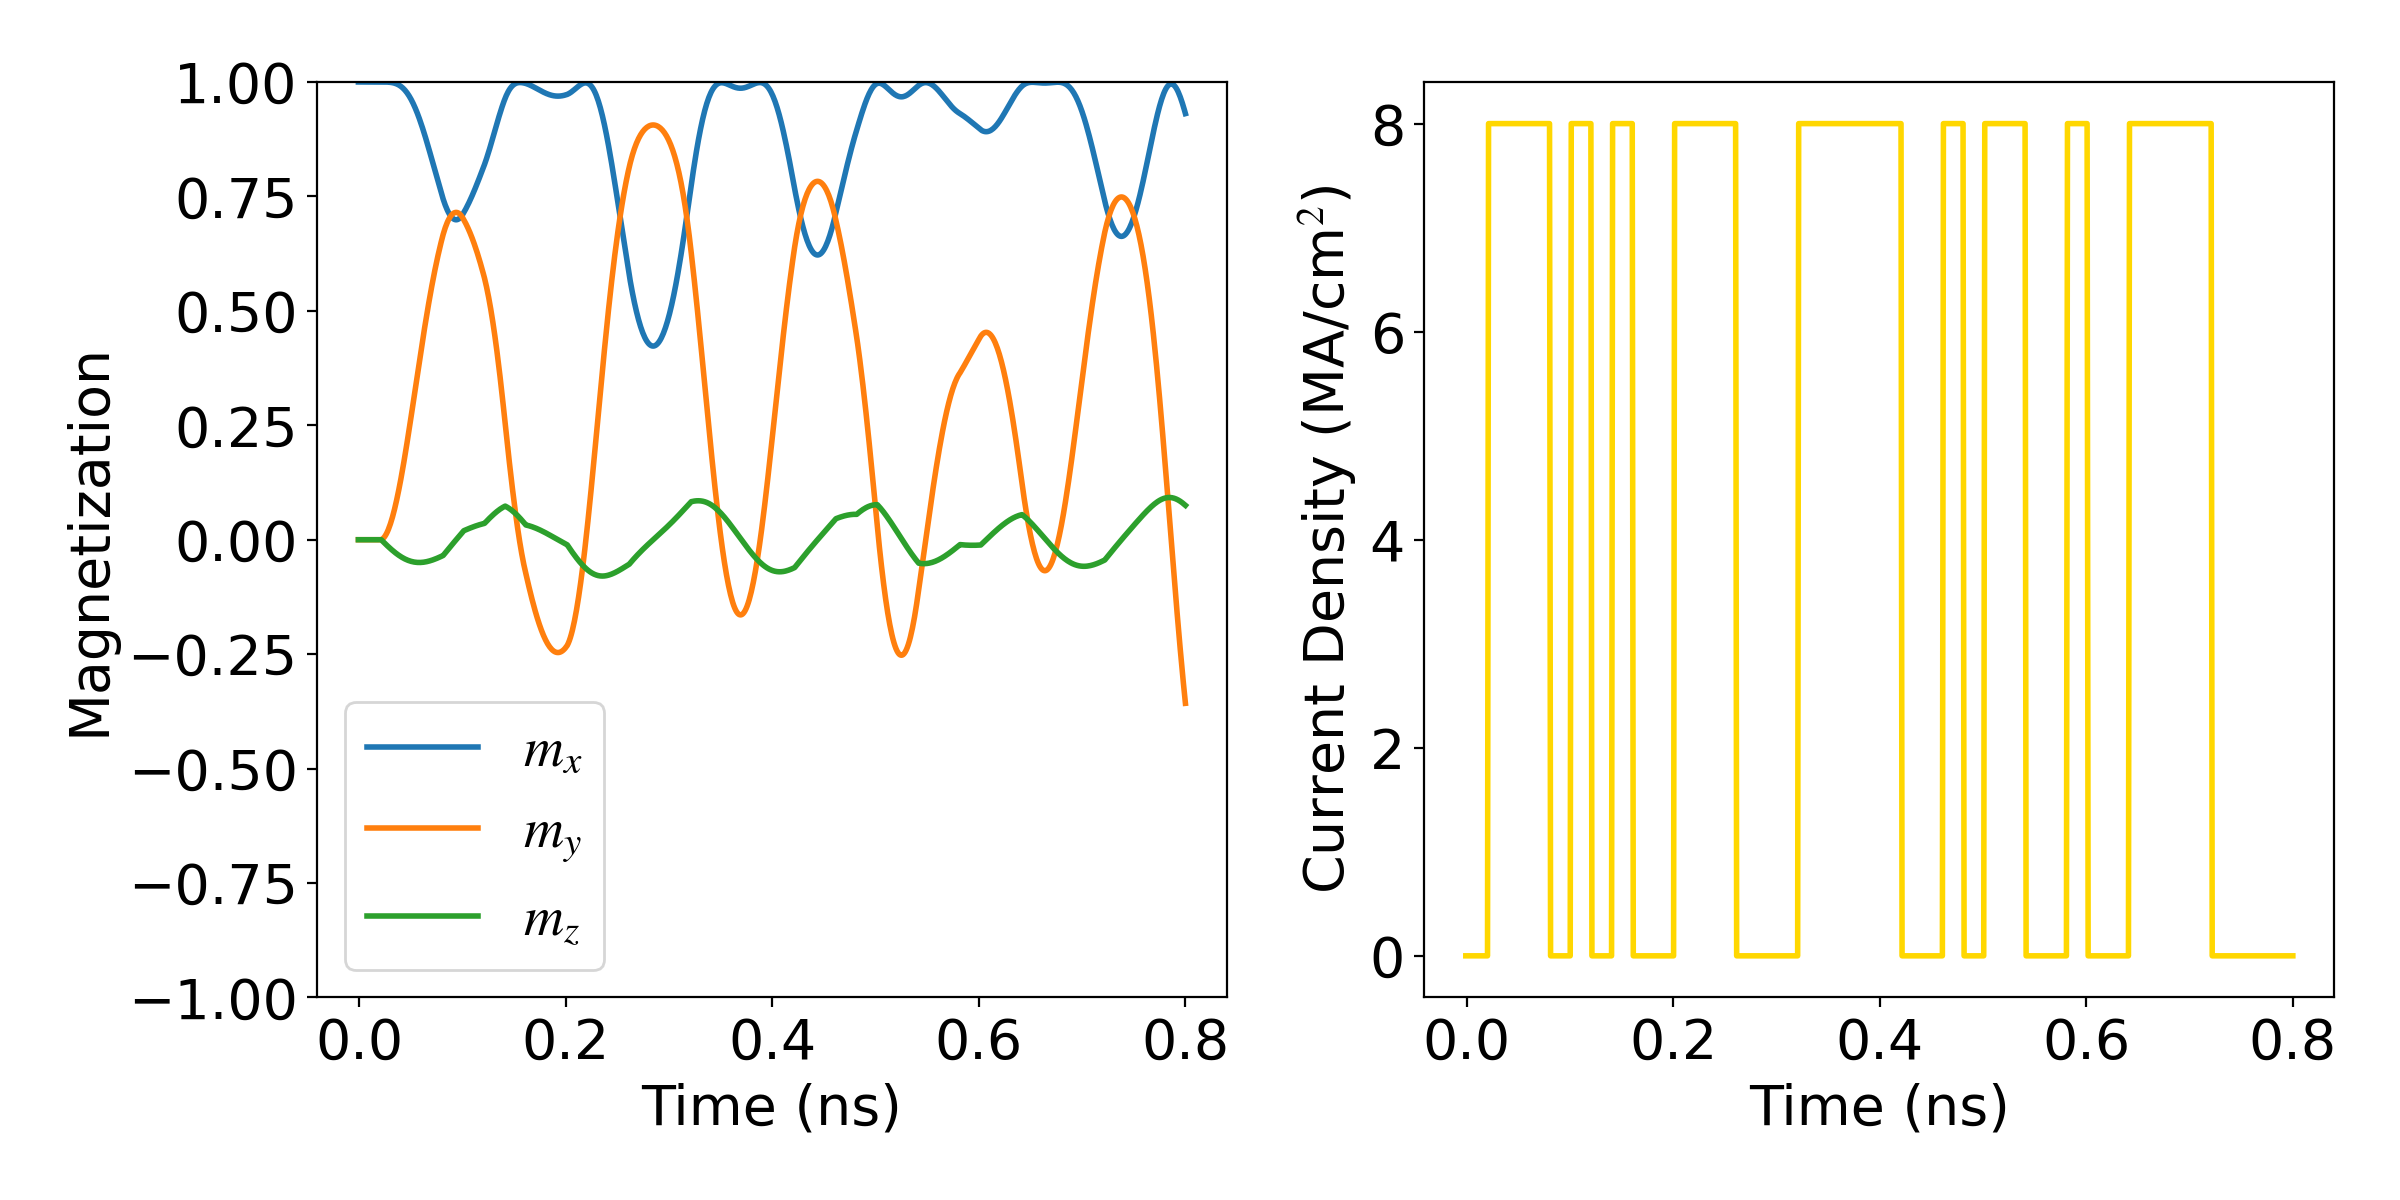 Magnetization
1.00
0.75
0.50
0.25
0.00
−0.25
−0.50
−0.75
−1.00
m_x
m_y
m_z
0.0 0.2 0.4 0.6 0.8
Time (ns)
Current Density (MA/cm²)
8
6
4
2
0
0.0 0.2 0.4 0.6 0.8
Time (ns)